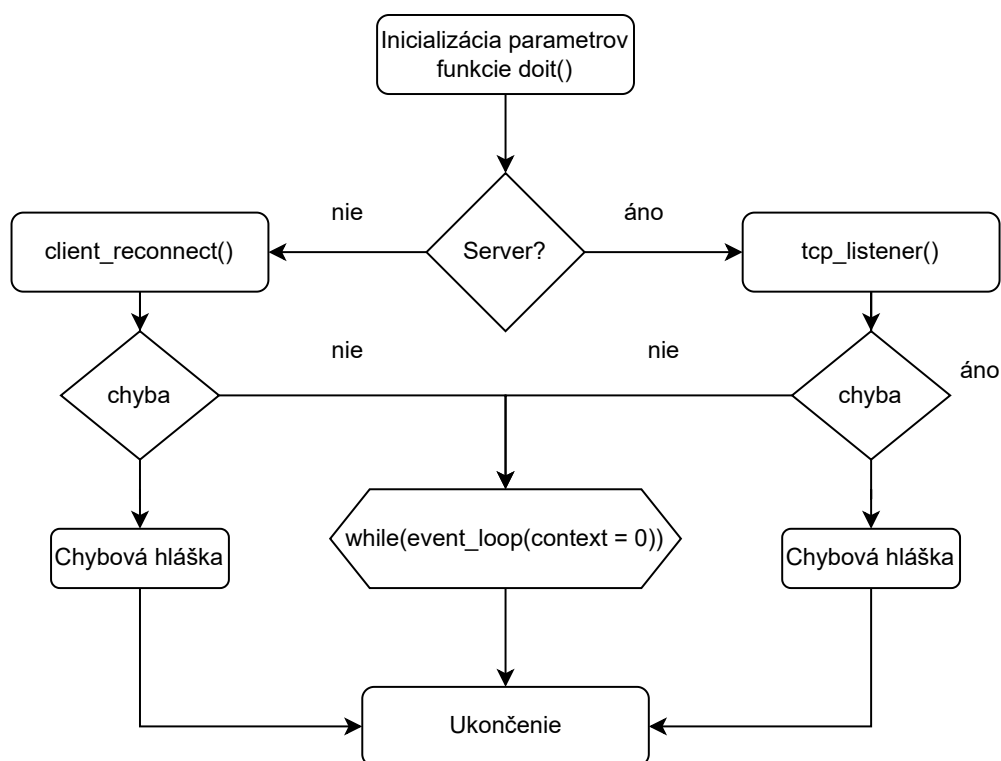 Inicializácia parametrov
funkcie doit()
nie
áno
client_reconnect()
Server?
tcp_listener()
nie
nie
áno
chyba
chyba
while(event_loop(context = 0))
Chybová hláška
Chybová hláška
Ukončenie